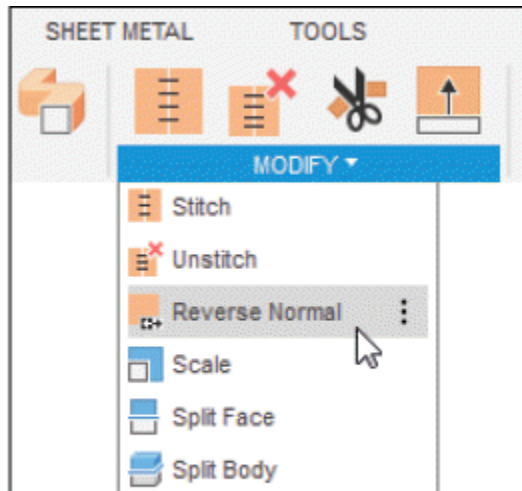 SHEET METAL TOOLS
MODIFY
Stitch
Unstitch
Reverse Normal
Scale
Split Face
Split Body